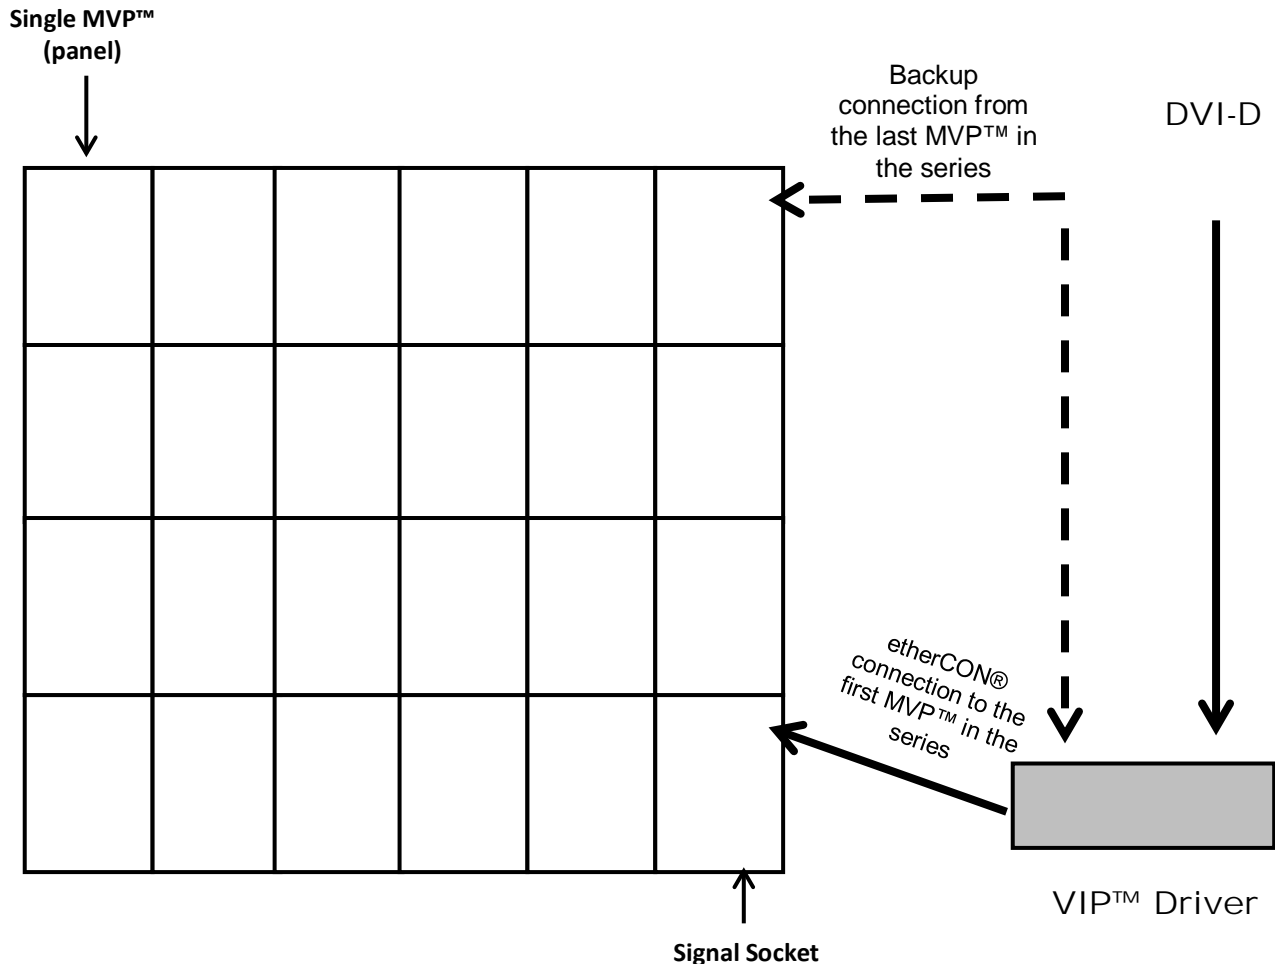 Single MVP™
(panel)
Backup
connection from
the last MVP™ in
the series
DVI-D
etherCON®
connection to the
first MVP™ in the
series
VIP™ Driver
Signal Socket